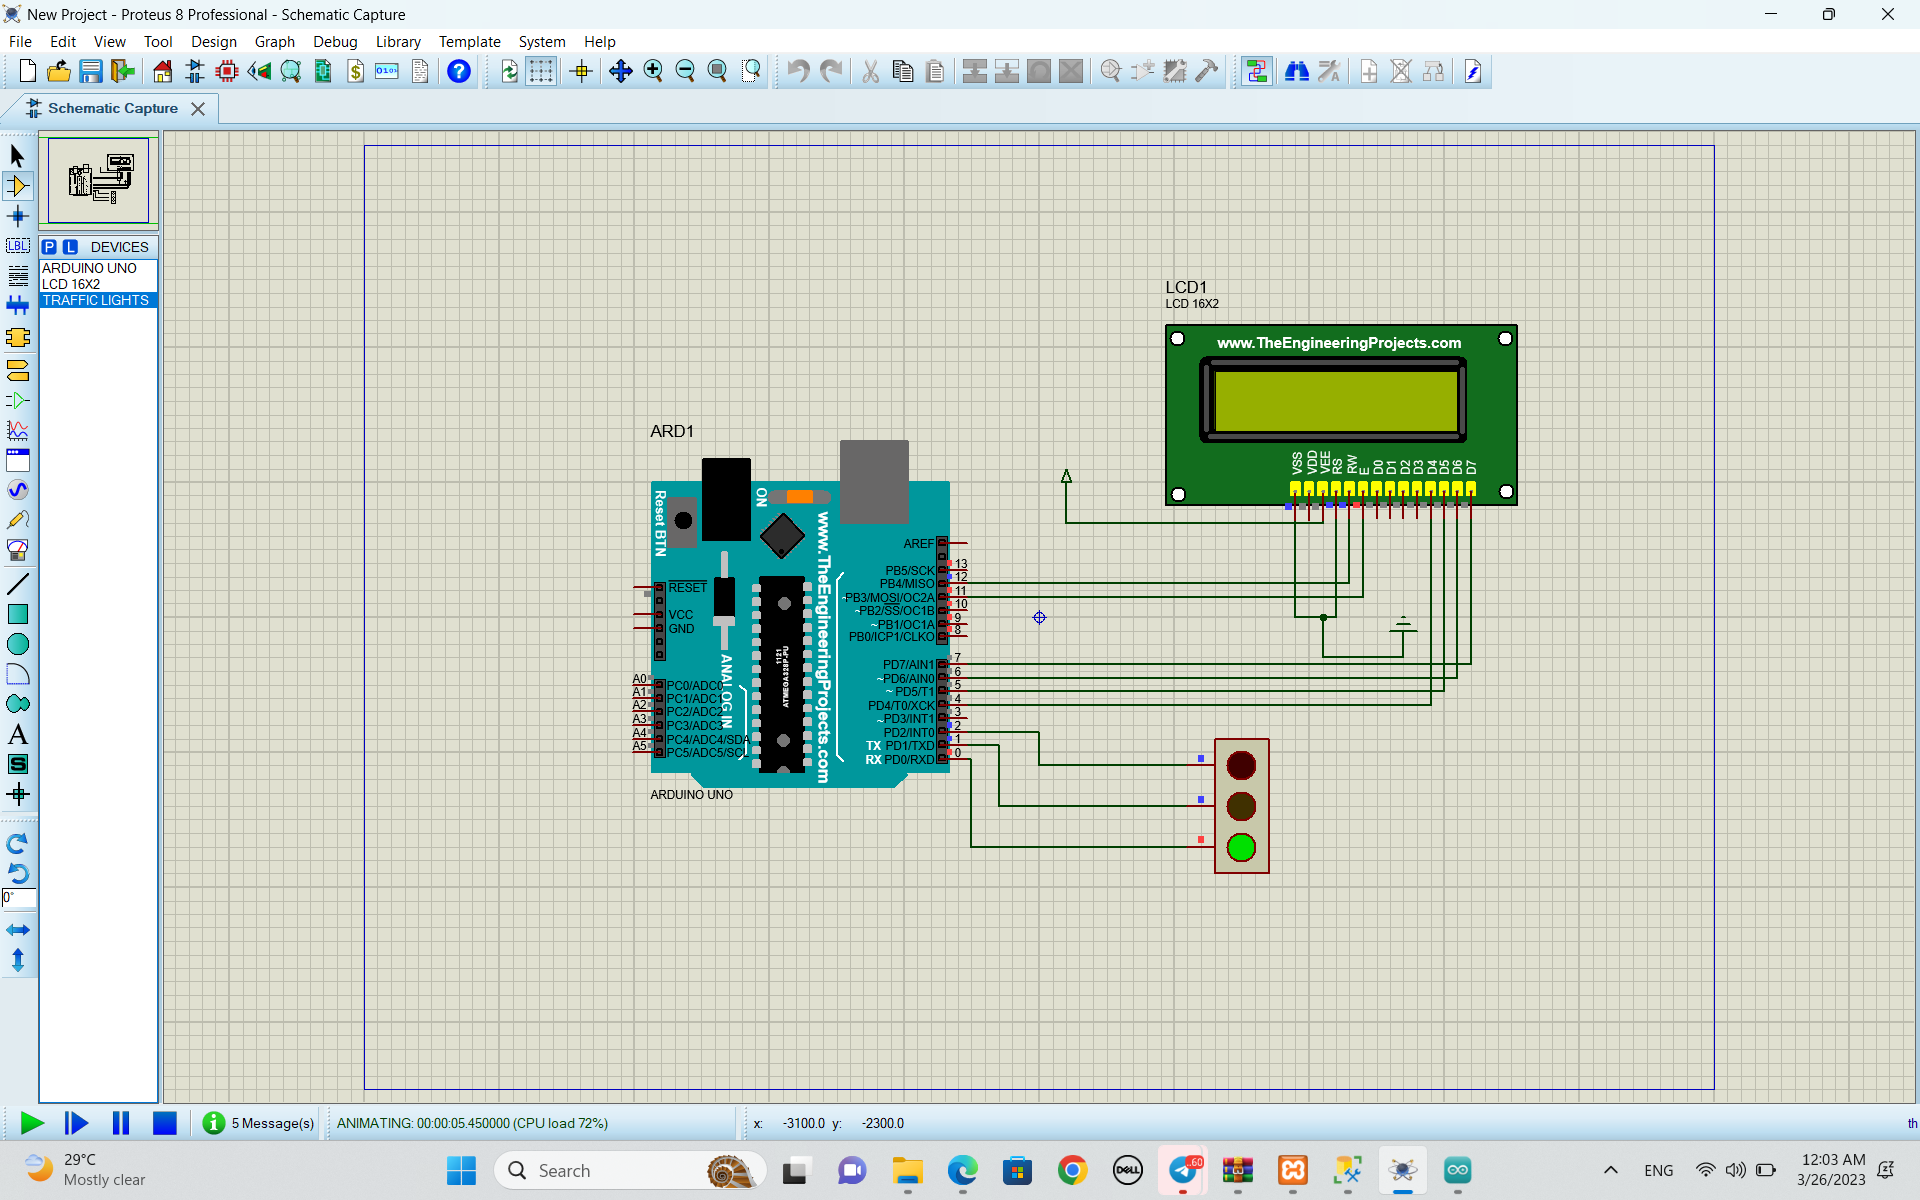 New Project - Proteus 8 Professional - Schematic Capture
File Edit View Tool Design Graph Debug Library Template System Help
Schematic Capture
P L DEVICES
ARDUINO UNO
LCD 16X2
TRAFFIC LIGHTS
LBL
A
S
0°
LCD1
LCD 16X2
www.TheEngineeringProjects.com
VSS VDD VEE RS RW E D0 D1 D2 D3 D4 D5 D6 D7
ARD1
Reset BTN
ON
www.TheEngineeringProjects.com
ANALOG IN
1121
ATMEGA328P-PU
RESET
VCC
GND
A0 PC0/ADC0
A1 PC1/ADC1
A2 PC2/ADC2
A3 PC3/ADC3
A4 PC4/ADC4/SDA
A5 PC5/ADC5/SCL
AREF
PB5/SCK 13
PB4/MISO 12
~PB3/MOSI/OC2A 11
~PB2/SS/OC1B 10
~PB1/OC1A 9
PB0/ICP1/CLKO 8
PD7/AIN1 7
~PD6/AIN0 6
~PD5/T1 5
PD4/T0/XCK 4
~PD3/INT1 3
PD2/INT0 2
TX PD1/TXD 1
RX PD0/RXD 0
ARDUINO UNO
5 Message(s)
ANIMATING: 00:00:05.450000 (CPU load 72%)
x: -3100.0 y: -2300.0
th
29°C
Mostly clear
Search
DELL
.60
ENG
12:03 AM
3/26/2023